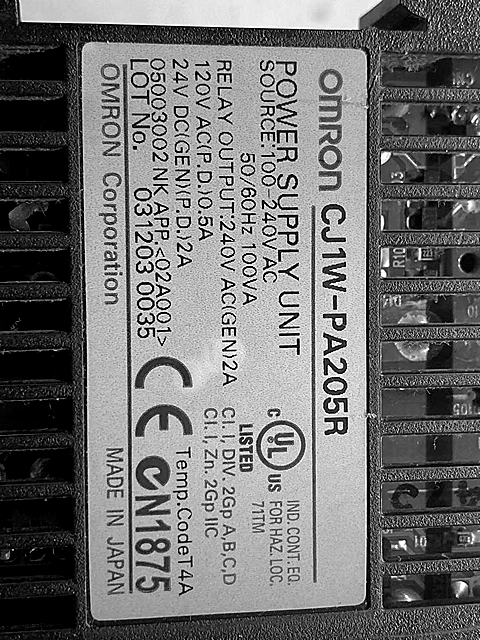 OMRON CJ1W-PA205R
POWER SUPPLY UNIT
SOURCE:100-240V AC
50/60Hz 100VA
RELAY OUTPUT:240V AC(GEN)2A
120V AC(P.D.)0.5A
24V DC(GEN)(P.D.)2A
05003002 NK APP.<02A001>
LOT No. 031203 0035
OMRON Corporation
c UL US
LISTED
IND. CONT. EQ.
FOR HAZ. LOC.
71TM
Cl. I, DIV. 2Gp A,B,C,D
Cl. I, Zn. 2Gp IIC
Temp.CodeT4A
CE
N1875
MADE IN JAPAN